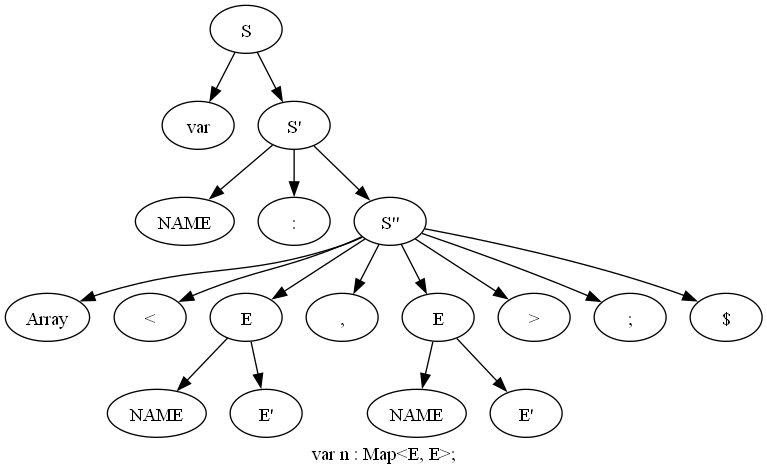 S
var S'
NAME : S"
Array < E , E > ; $
NAME E' NAME E'
var n : Map<E, E>;